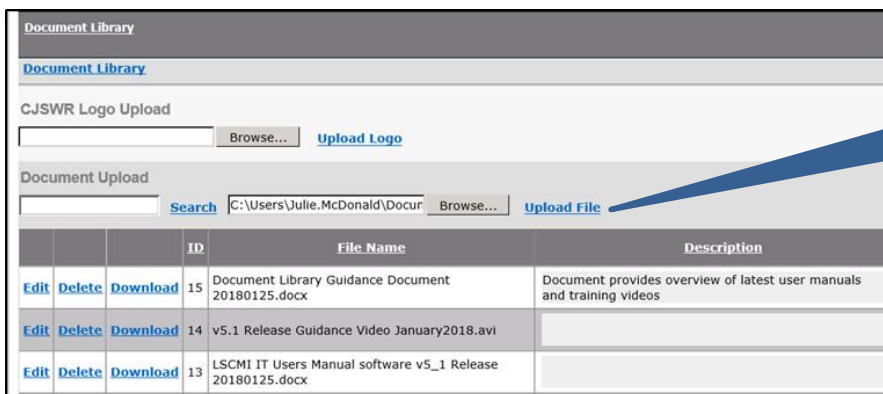 Document Library
Document Library
CJSWR Logo Upload
Browse... Upload Logo
Document Upload
Search C:\Users\Julie.McDonald\Docur Browse... Upload File
ID File Name Description
Edit Delete Download 15 Document Library Guidance Document 20180125.docx Document provides overview of latest user manuals and training videos
Edit Delete Download 14 v5.1 Release Guidance Video January2018.avi
Edit Delete Download 13 LSCMI IT Users Manual software v5_1 Release 20180125.docx